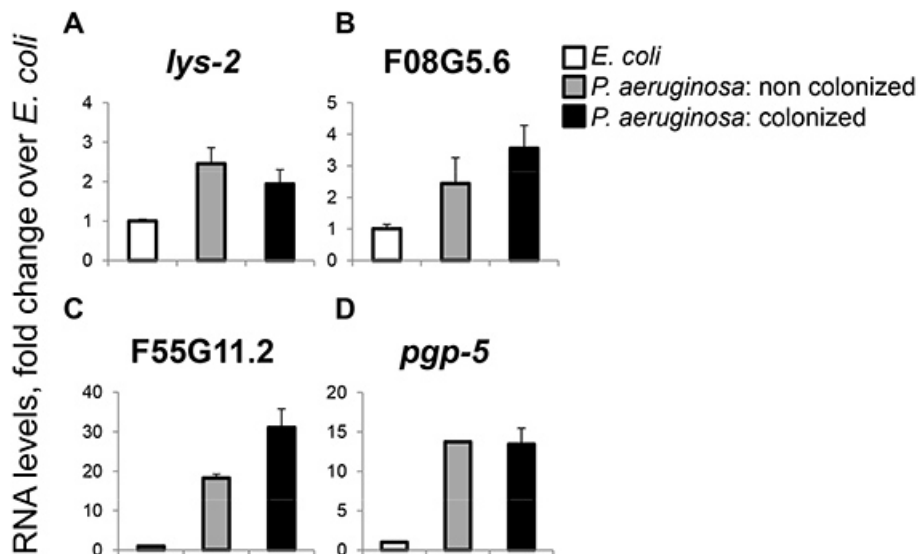 A
lys-2
4
3
2
1
0
B
F08G5.6
5
4
3
2
1
0
E. coli
P. aeruginosa: non colonized
P. aeruginosa: colonized
C
F55G11.2
40
30
20
10
0
D
pgp-5
20
15
10
5
0
RNA levels, fold change over E. coli